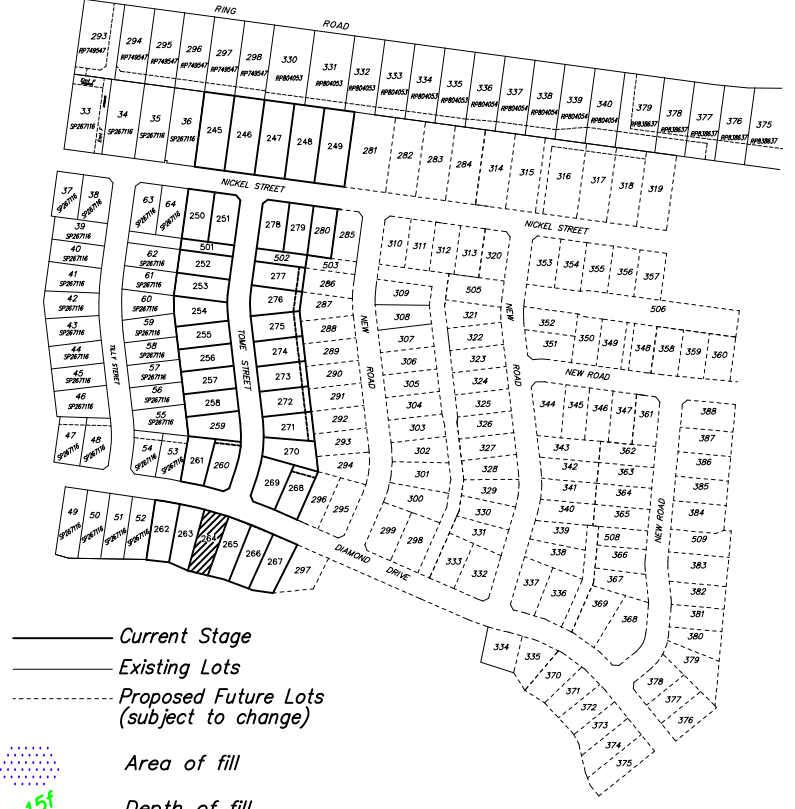 RING ROAD
293 294 295 296 297 298 330 331 332 333 334 335 336 337 338 339 340 379 378 377 376 375
RP749547 RP749547 RP749547 RP749547 RP749547 RP749547 RP804053 RP804053 RP804053 RP804053 RP804053 RP804053 RP804054 RP804054 RP804054 RP804054 RP804054 RP838637 RP838637 RP838637 RP838637 RP838637
33 34 35 36 245 246 247 248 249 281 282 283 284 314 315 316 317 318 319
SP267116 SP267116 SP267116 SP267116
NICKEL STREET
NICKEL STREET
37 38 63 64 250 251 278 279 280 285 310 311 312 313 320 353 354 355 356 357
SP267116 SP267116 SP267116 SP267116
39
SP267116
40
SP267116
41
SP267116
42
SP267116
43
SP267116
44
SP267116
45
SP267116
46
SP267116
47 48
SP267116 SP267116
TILLY STERET
62
SP267116
61
SP267116
60
SP267116
59
SP267116
58
SP267116
57
SP267116
56
SP267116
55
SP267116
54 53
SP267116 SP267116
501
252
253
254
255
256
257
258
259
261 260
TOME STREET
502
277
276
275
274
273
272
271
270
269 268
503
286
287
288
289
290
291
292
293
294
296 295
NEW ROAD
309
308
307
306
305
304
303
302
301
300
299 298
505
321
322
323
324
325
326
327
328
329
330
331
333 332
NEW ROAD
506
352
351 350 349 348 358 359 360
NEW ROAD
344 345 346 347 361
343 362
342 363
341 364
340 365
339 508
338 366
367
337 336 369 368
NEW ROAD
388
387
386
385
384
509
383
382
381
380
379
378
377
376
49 50 51 52 262 263 264 265 266 267 297
SP267116 SP267116 SP267116 SP267116
DIAMOND DRIVE
334
335
370
371
372
373
374
375
Current Stage
Existing Lots
Proposed Future Lots
(subject to change)
Area of fill
Depth of fill